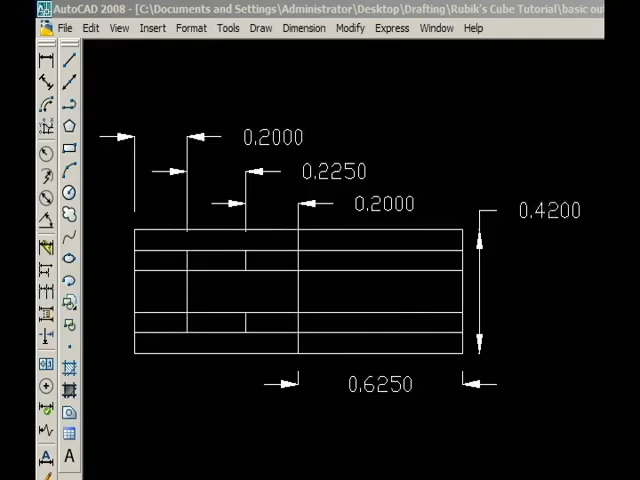 AutoCAD 2008 - [C:\Documents and Settings\Administrator\Desktop\Drafting\Rubik's Cube Tutorial\basic ou
File Edit View Insert Format Tools Draw Dimension Modify Express Window Help
0.2000
0.2250
0.2000
0.4200
0.6250
A
A